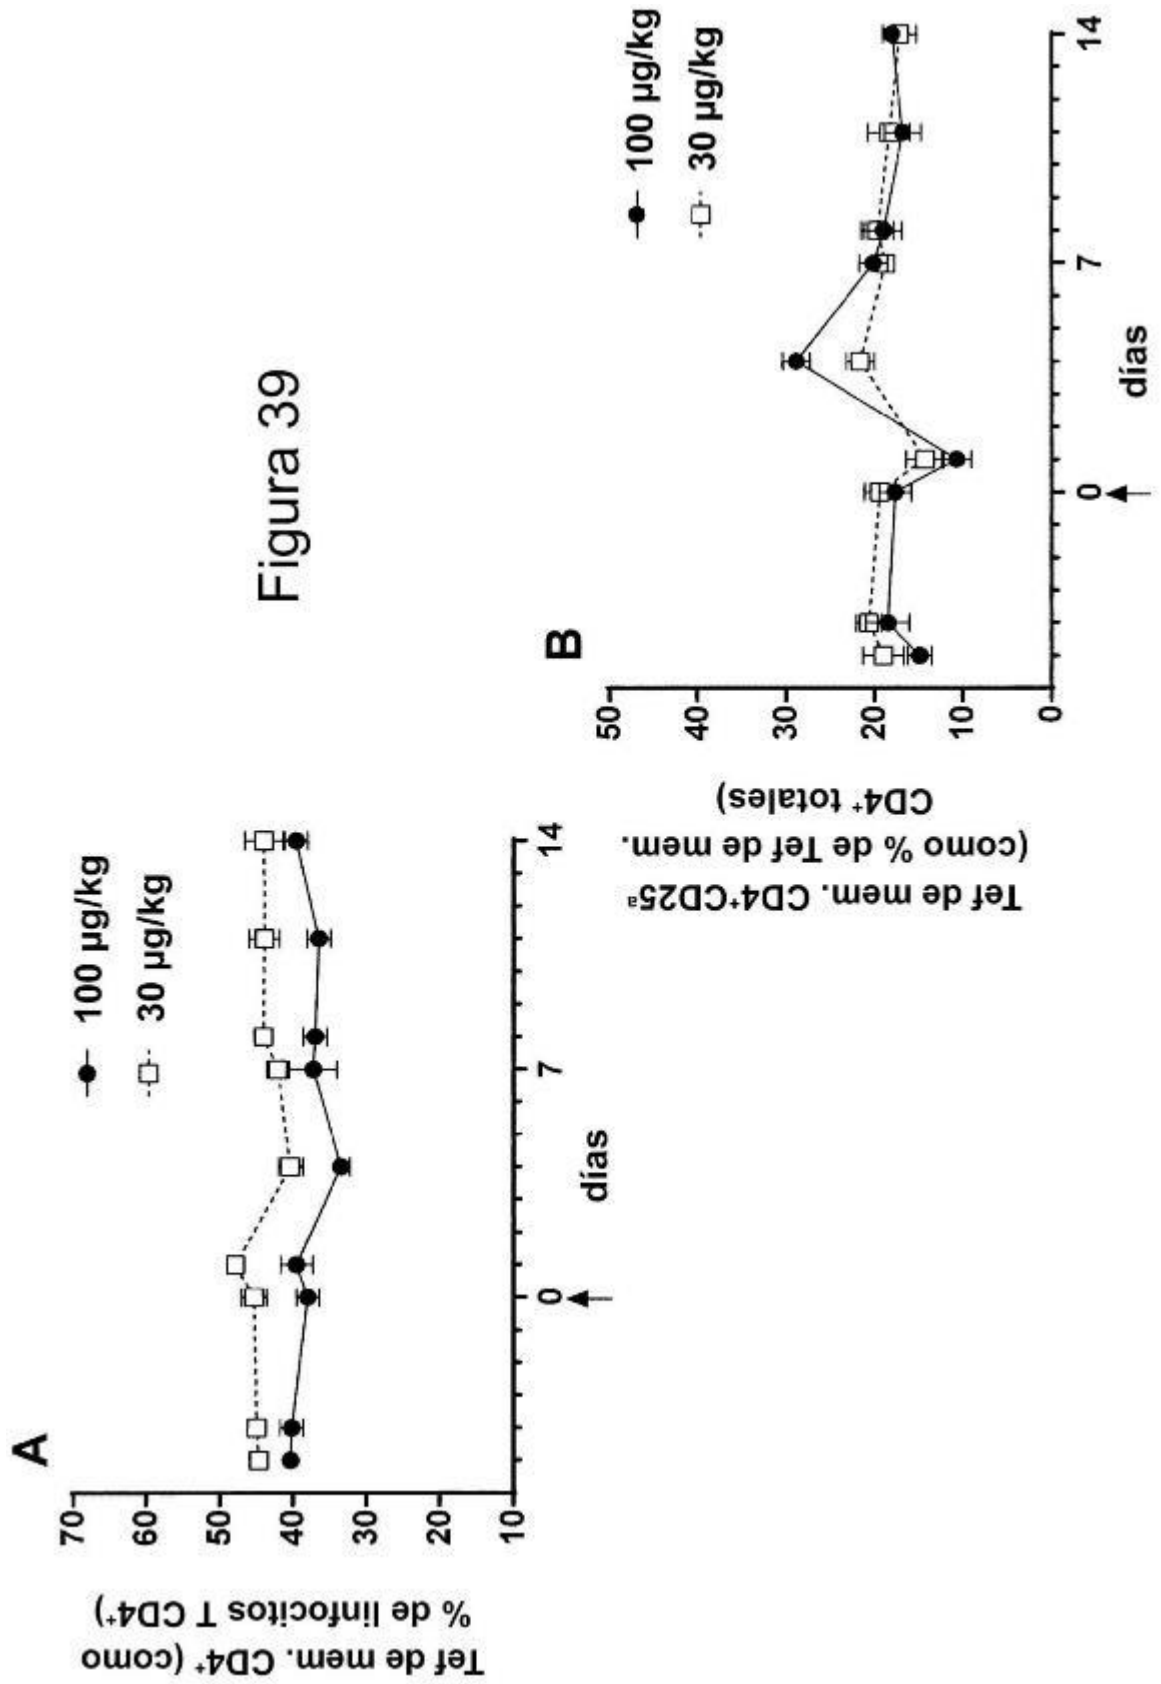 Figura 39
A
Tef de mem. CD4⁺ (como
% de linfocitos T CD4⁺)
70
60
50
40
30
20
10
100 µg/kg
30 µg/kg
0
7
14
días
B
Tef de mem. CD4⁺CD25ᵃ
(como % de Tef de mem.
CD4⁺ totales)
50
40
30
20
10
0
100 µg/kg
30 µg/kg
0
7
14
días